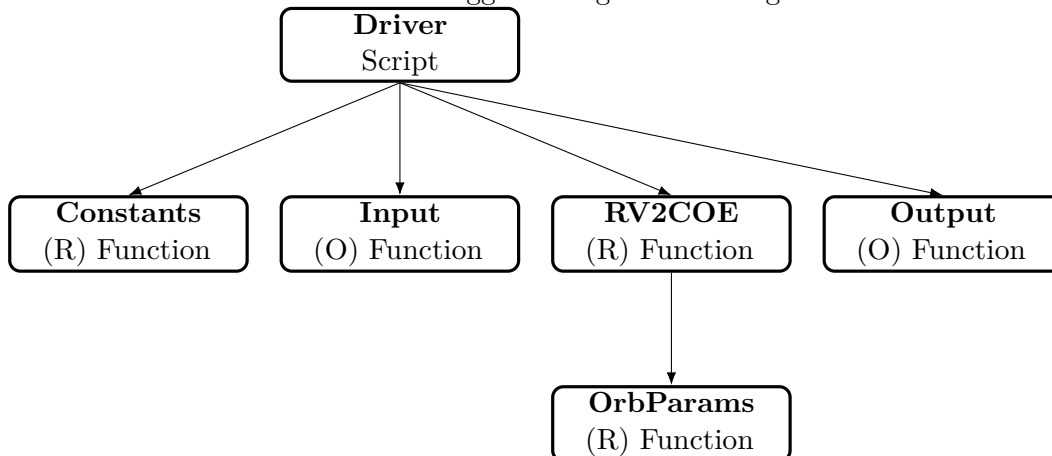 Driver
Script
Constants
(R) Function
Input
(O) Function
RV2COE
(R) Function
Output
(O) Function
OrbParams
(R) Function